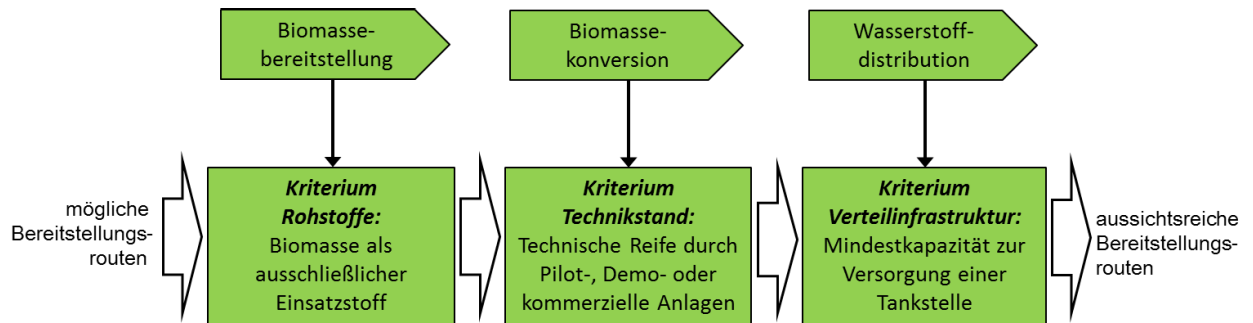 Biomasse-
bereitstellung
Biomasse-
konversion
Wasserstoff-
distribution
mögliche
Bereitstellungs-
routen
Kriterium
Rohstoffe:
Biomasse als
ausschließlicher
Einsatzstoff
Kriterium
Technikstand:
Technische Reife durch
Pilot-, Demo- oder
kommerzielle Anlagen
Kriterium
Verteilinfrastruktur:
Mindestkapazität zur
Versorgung einer
Tankstelle
aussichtsreiche
Bereitstellungs-
routen